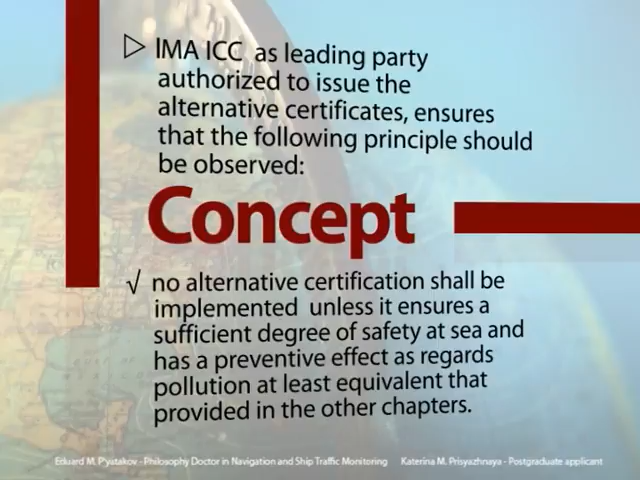 ▷ IMA ICC as leading party
authorized to issue the
alternative certificates, ensures
that the following principle should
be observed:
Concept
√ no alternative certification shall be
implemented unless it ensures a
sufficient degree of safety at sea and
has a preventive effect as regards
pollution at least equivalent that
provided in the other chapters.
Eduard M. Pyatakov - Philosophy Doctor in Navigation and Ship Traffic Monitoring Katerina M. Prisyazhnaya - Postgraduate applicant